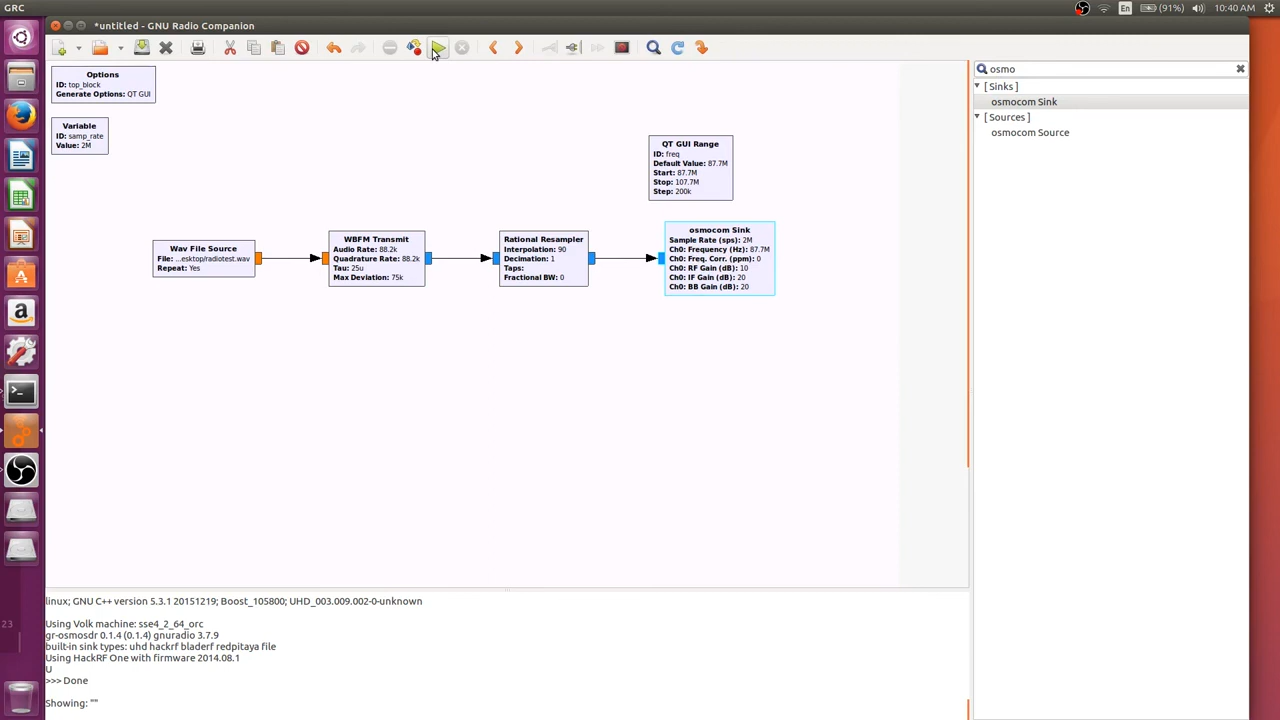 GRC
En
(91%)
10:40 AM
*untitled - GNU Radio Companion
Options
ID: top_block
Generate Options: QT GUI
Variable
ID: samp_rate
Value: 2M
QT GUI Range
ID: freq
Default Value: 87.7M
Start: 87.7M
Stop: 107.7M
Step: 200k
Wav File Source
File: ...esktop/radiotest.wav
Repeat: Yes
WBFM Transmit
Audio Rate: 88.2k
Quadrature Rate: 88.2k
Tau: 25u
Max Deviation: 75k
Rational Resampler
Interpolation: 90
Decimation: 1
Taps:
Fractional BW: 0
osmocom Sink
Sample Rate (sps): 2M
Ch0: Frequency (Hz): 87.7M
Ch0: Freq. Corr. (ppm): 0
Ch0: RF Gain (dB): 10
Ch0: IF Gain (dB): 20
Ch0: BB Gain (dB): 20
osmo
[ Sinks ]
osmocom Sink
[ Sources ]
osmocom Source
linux; GNU C++ version 5.3.1 20151219; Boost_105800; UHD_003.009.002-0-unknown
23
Using Volk machine: sse4_2_64_orc
gr-osmosdr 0.1.4 (0.1.4) gnuradio 3.7.9
built-in sink types: uhd hackrf bladerf redpitaya file
Using HackRF One with firmware 2014.08.1
U
>>> Done
Showing: ""